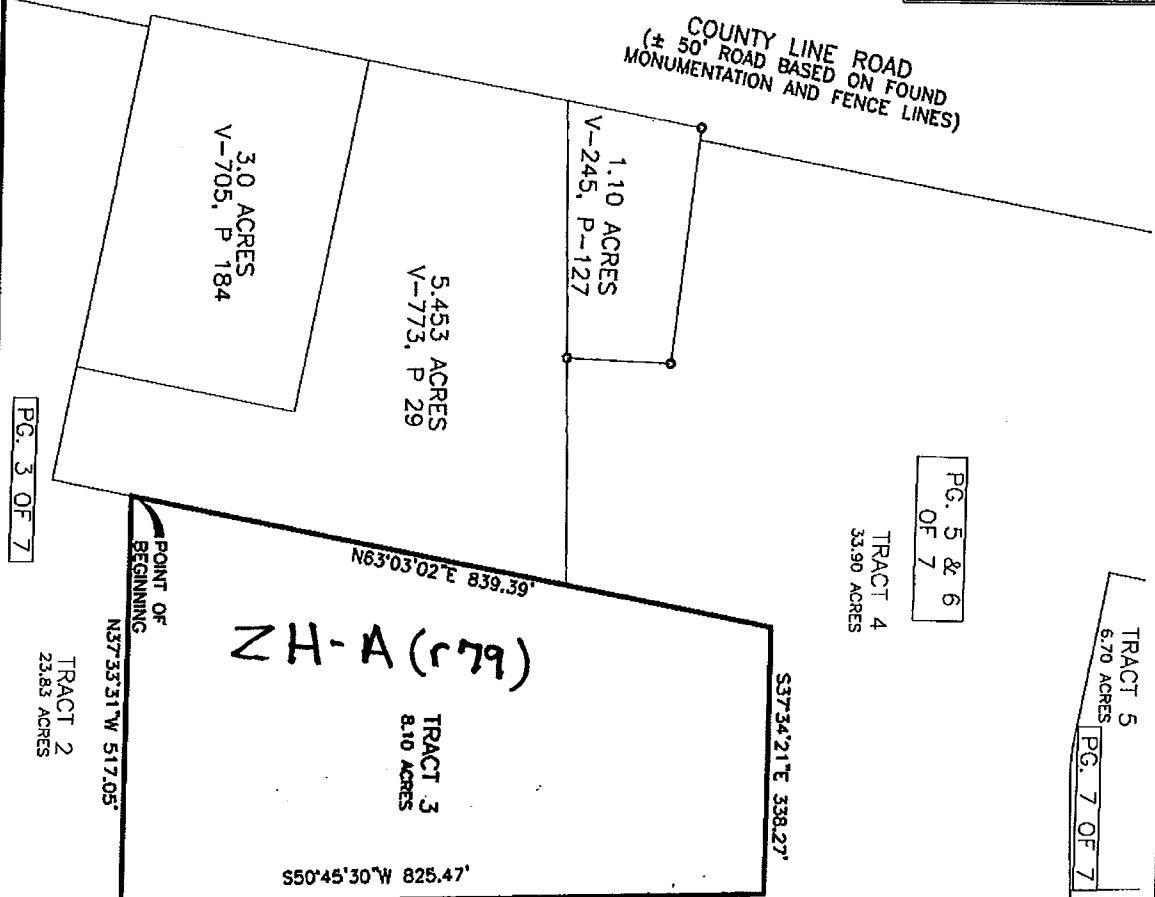 COUNTY LINE ROAD
(± 50' ROAD BASED ON FOUND
MONUMENTATION AND FENCE LINES)
3.0 ACRES
V-705, P 184
5.453 ACRES
V-773, P 29
1.10 ACRES
V-245, P-127
PG. 3 OF 7
PG. 5 & 6
OF 7
TRACT 4
33.90 ACRES
TRACT 5
6.70 ACRES
PG. 7 OF 7
POINT OF
BEGINNING
N63°03'02"E 839.39'
ZH-A (r79)
TRACT 3
8.10 ACRES
S37°34'21"E 338.27'
N37°33'31"W 517.05'
TRACT 2
23.83 ACRES
S50°45'30"W 825.47'